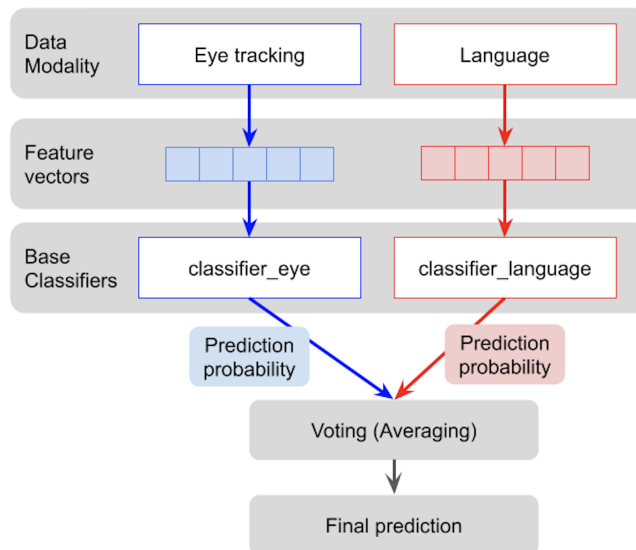 Data
Modality
Eye tracking
Language
Feature
vectors
Base
Classifiers
classifier_eye
classifier_language
Prediction
probability
Prediction
probability
Voting (Averaging)
Final prediction